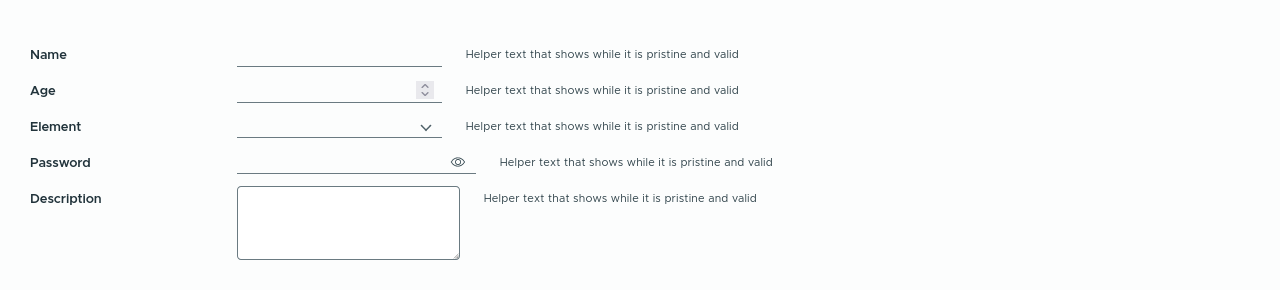 Name Helper text that shows while it is pristine and valid
Age Helper text that shows while it is pristine and valid
Element Helper text that shows while it is pristine and valid
Password Helper text that shows while it is pristine and valid
Description Helper text that shows while it is pristine and valid